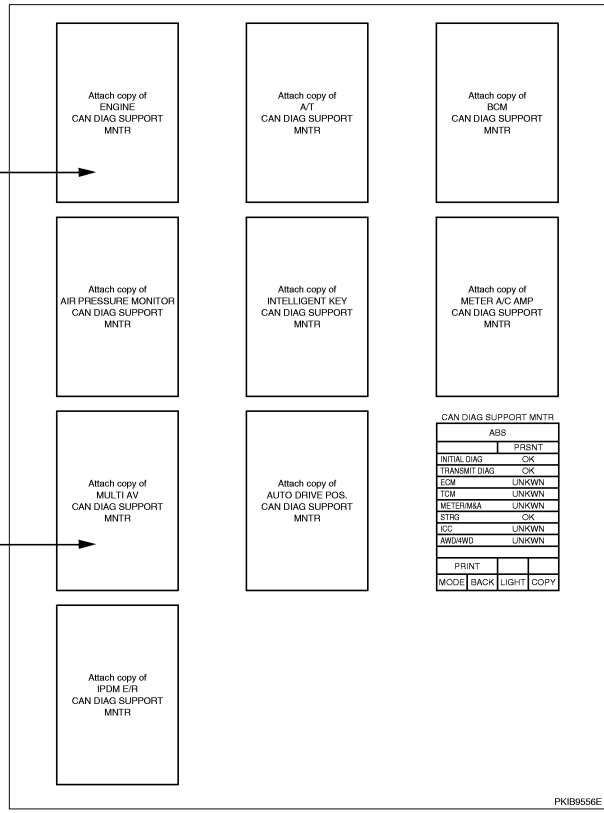 Attach copy of
ENGINE
CAN DIAG SUPPORT
MNTR
Attach copy of
A/T
CAN DIAG SUPPORT
MNTR
Attach copy of
BCM
CAN DIAG SUPPORT
MNTR
Attach copy of
AIR PRESSURE MONITOR
CAN DIAG SUPPORT
MNTR
Attach copy of
INTELLIGENT KEY
CAN DIAG SUPPORT
MNTR
Attach copy of
METER A/C AMP
CAN DIAG SUPPORT
MNTR
Attach copy of
MULTI AV
CAN DIAG SUPPORT
MNTR
Attach copy of
AUTO DRIVE POS.
CAN DIAG SUPPORT
MNTR
CAN DIAG SUPPORT MNTR
ABS
PRSNT
INITIAL DIAG OK
TRANSMIT DIAG OK
ECM UNKWN
TCM UNKWN
METER/M&A UNKWN
STRG OK
ICC UNKWN
AWD/4WD UNKWN
PRINT
MODE BACK LIGHT COPY
Attach copy of
IPDM E/R
CAN DIAG SUPPORT
MNTR
PKIB9556E